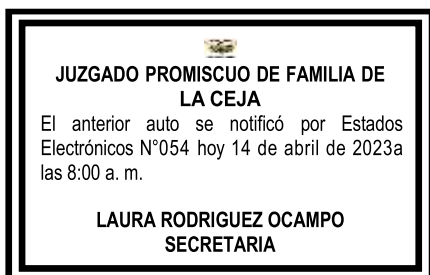 JUZGADO PROMISCUO DE FAMILIA DE
LA CEJA
El anterior auto se notificó por Estados
Electrónicos N°054 hoy 14 de abril de 2023a
las 8:00 a. m.
LAURA RODRIGUEZ OCAMPO
SECRETARIA